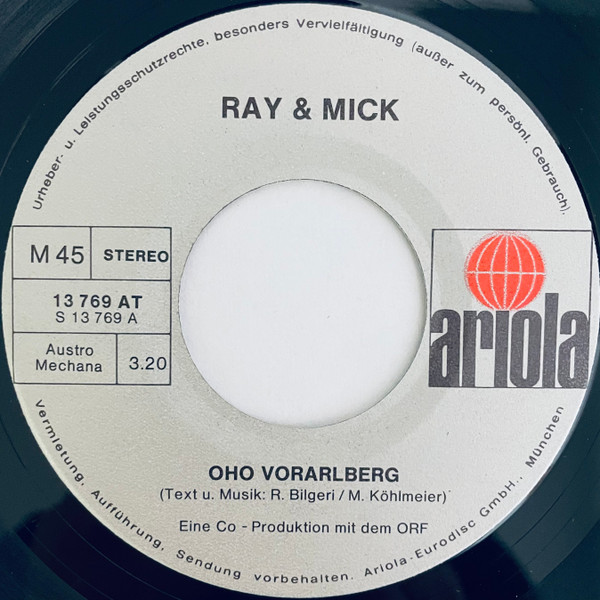 Urheber- u. Leistungsschutzrechte, besonders Vervielfältigung (außer zum persönl. Gebrauch),
RAY & MICK
M 45
STEREO
13 769 AT
S 13 769 A
Austro
Mechana
3.20
ariola
OHO VORARLBERG
(Text u. Musik: R. Bilgeri / M. Köhlmeier)
Eine Co - Produktion mit dem ORF
Vermietung, Aufführung, Sendung vorbehalten. Ariola-Eurodisc GmbH., München